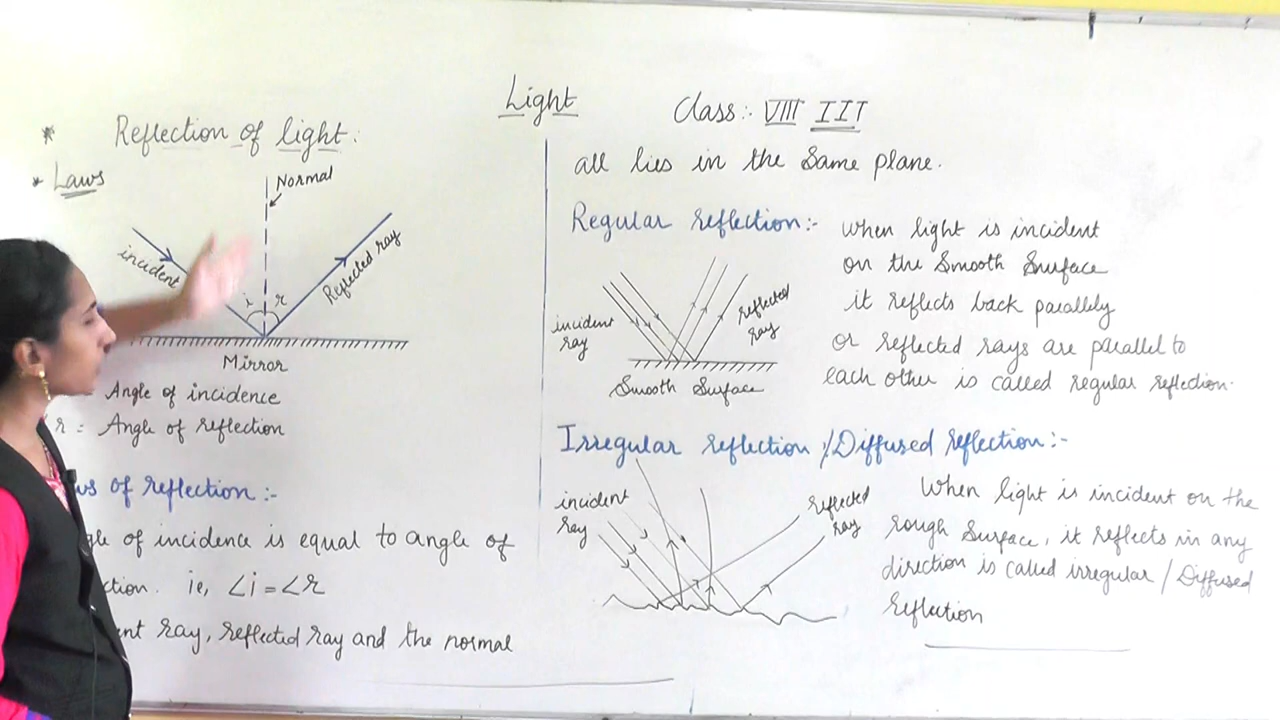 Light
Class:- VIII III
* Reflection of light:
* Laws
Normal
incident
i r
Reflected ray
Mirror
Angle of incidence
r = Angle of reflection
of reflection :-
of incidence is equal to angle of
ie, ∠i = ∠r
ray, reflected ray and the normal
all lies in the same plane.
Regular reflection :- when light is incident
on the smooth surface
it reflects back parallely
or reflected rays are parallel to
each other is called regular reflection.
incident
ray
reflected
ray
Smooth Surface
Irregular reflection / Diffused reflection :-
incident
ray
reflected
ray
When light is incident on the
rough surface, it reflects in any
direction is called irregular / Diffused
reflection